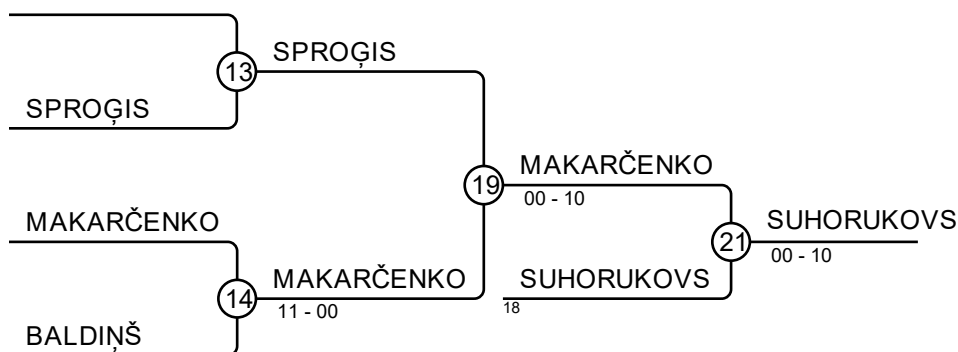 SPROĢIS
13
SPROĢIS
MAKARČENKO
19
00 - 10
MAKARČENKO
SUHORUKOVS
21
00 - 10
MAKARČENKO
14
11 - 00
SUHORUKOVS
18
BALDIŅŠ